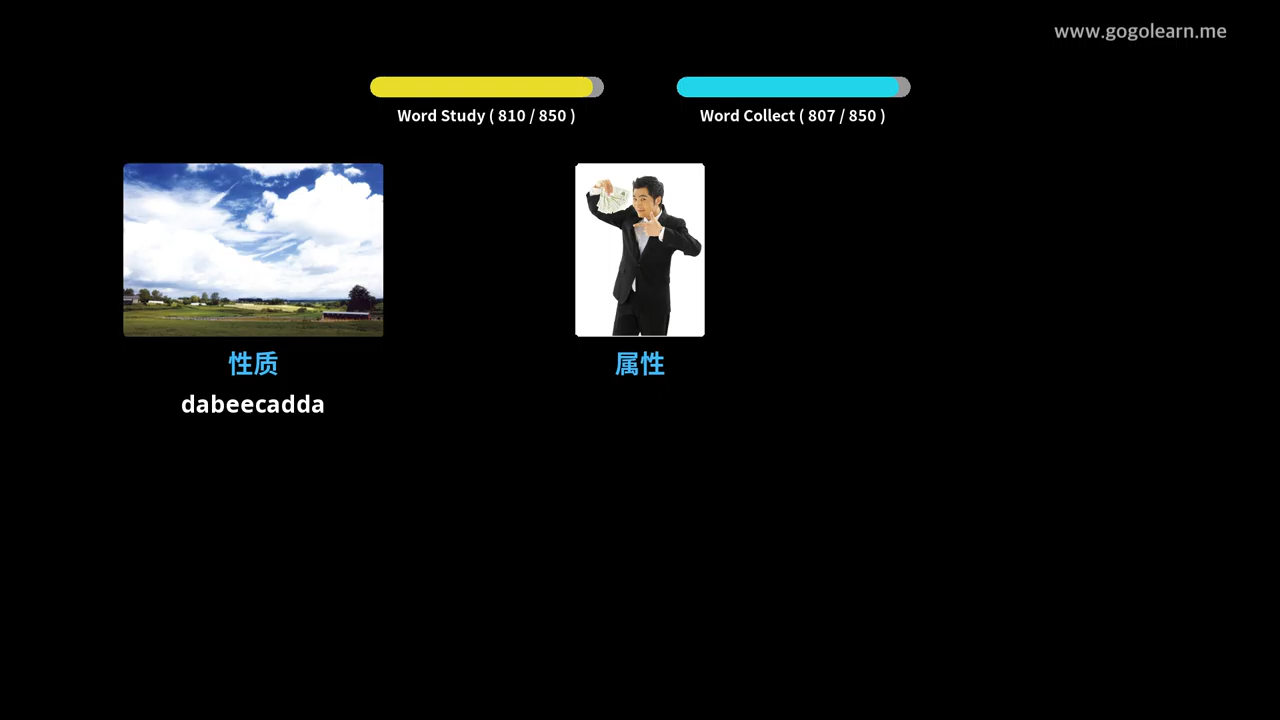 www.gogolearn.me
Word Study ( 810 / 850 )
Word Collect ( 807 / 850 )
性质
属性
dabeecadda